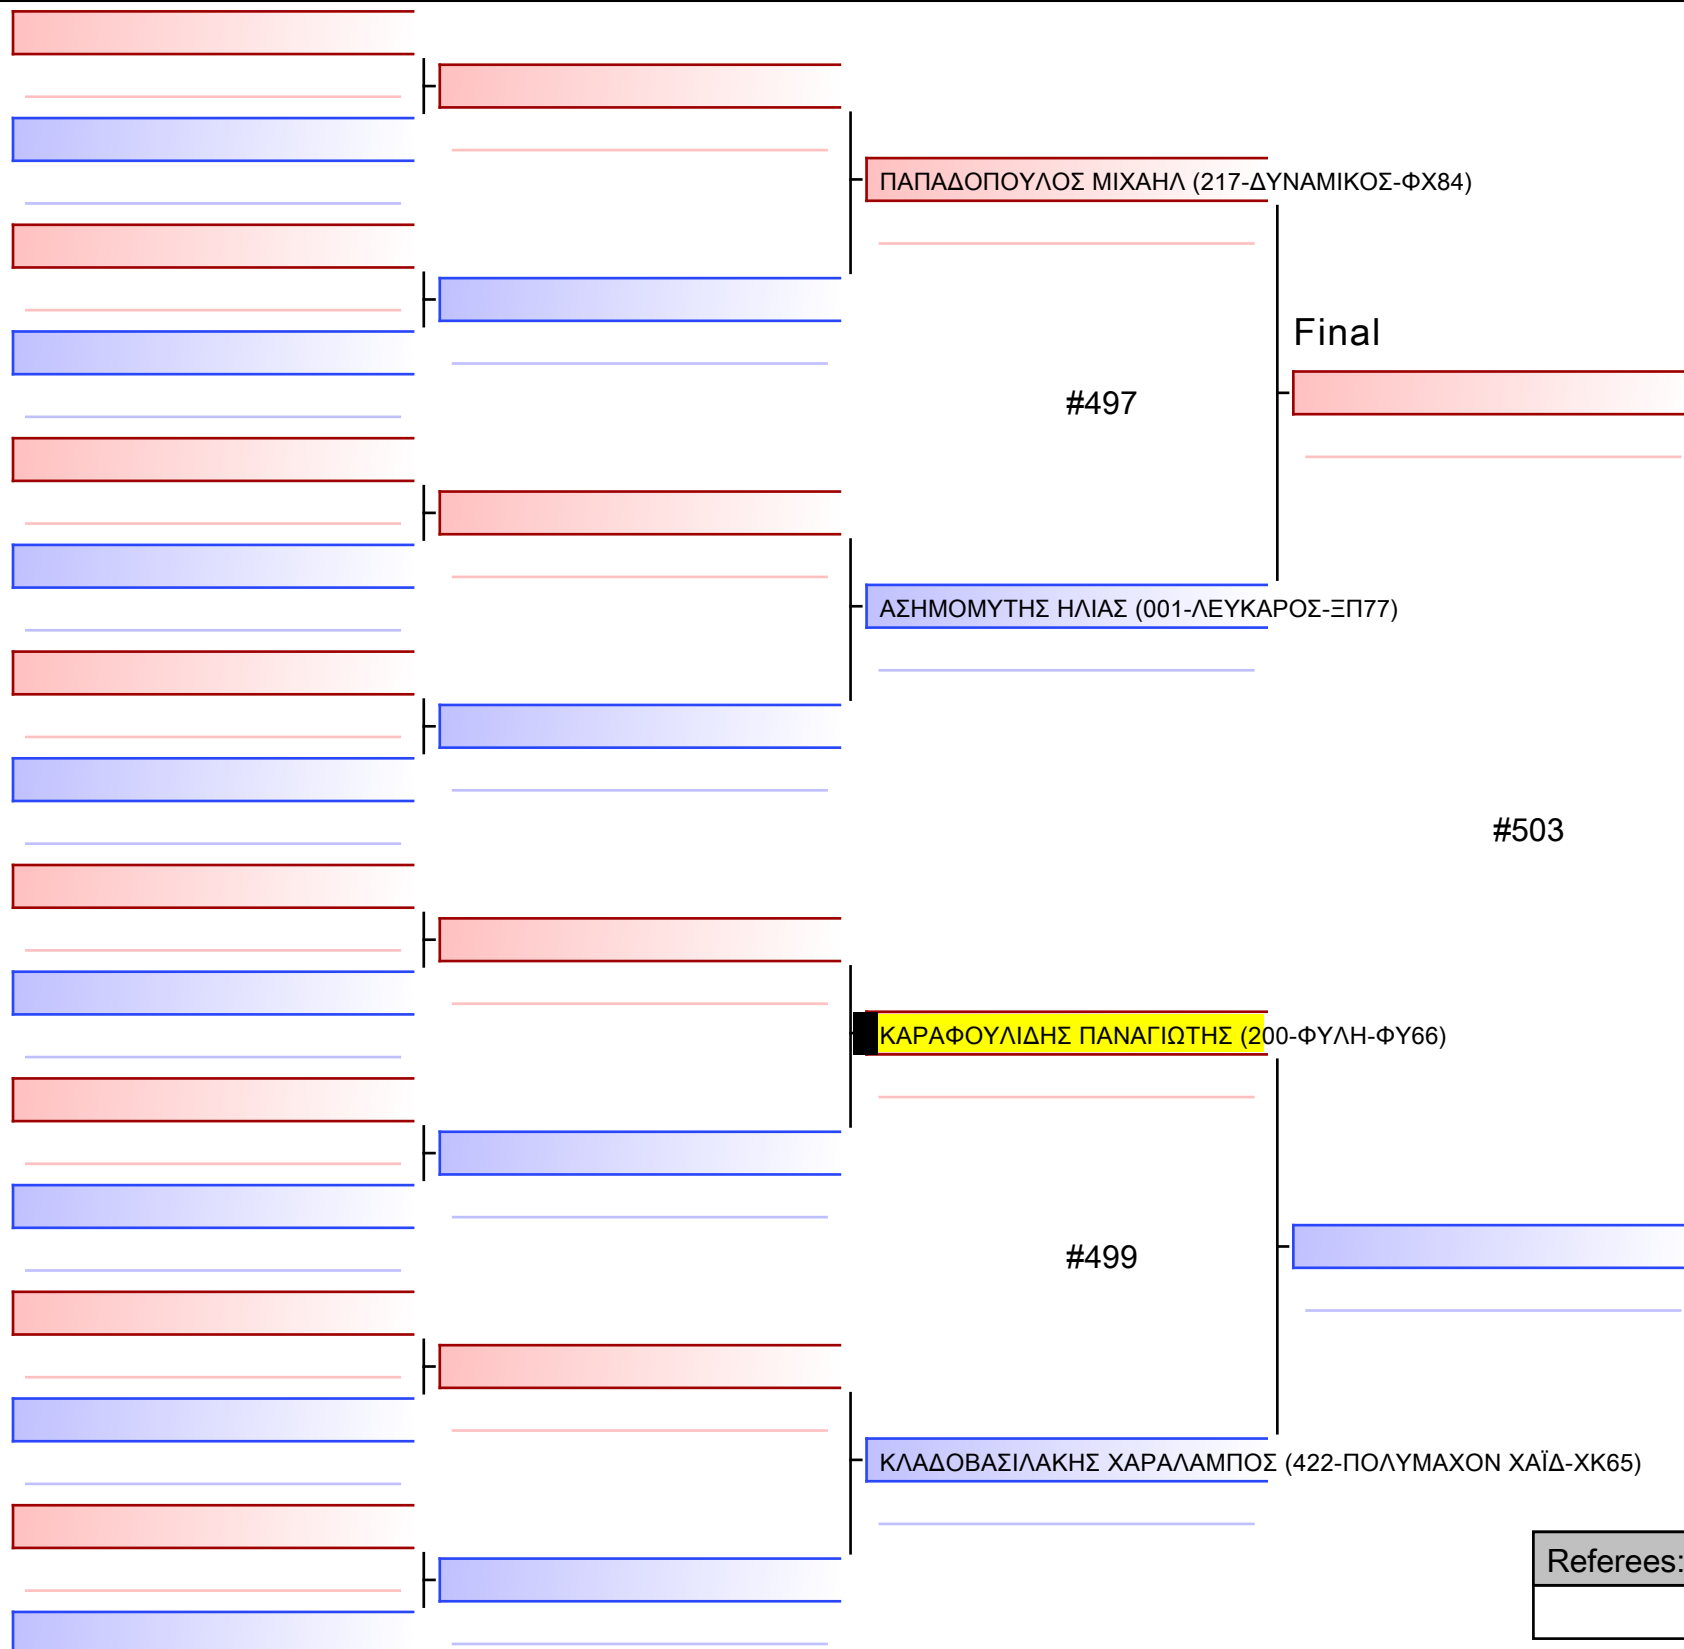 ΠΑΠΑΔΟΠΟΥΛΟΣ ΜΙΧΑΗΛ (217-ΔΥΝΑΜΙΚΟΣ-ΦΧ84)
Final
#497
ΑΣΗΜΟΜΥΤΗΣ ΗΛΙΑΣ (001-ΛΕΥΚΑΡΟΣ-ΞΠ77)
#503
ΚΑΡΑΦΟΥΛΙΔΗΣ ΠΑΝΑΓΙΩΤΗΣ (200-ΦΥΛΗ-ΦΥ66)
#499
ΚΛΑΔΟΒΑΣΙΛΑΚΗΣ ΧΑΡΑΛΑΜΠΟΣ (422-ΠΟΛΥΜΑΧΟΝ ΧΑΪΔ-ΧΚ65)
Referees: